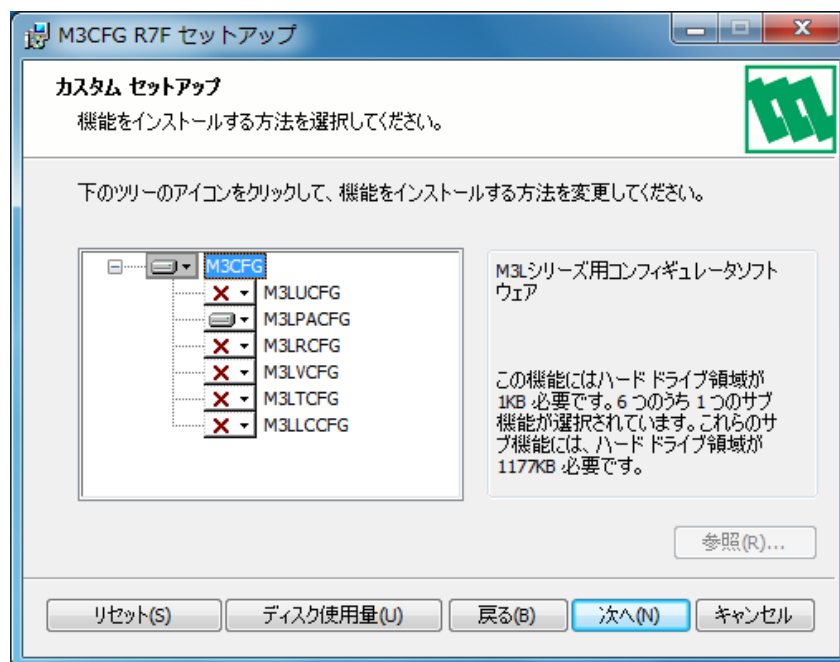 M3CFG R7F セットアップ
カスタム セットアップ
機能をインストールする方法を選択してください。
下のツリーのアイコンをクリックして、機能をインストールする方法を変更してください。
M3CFG
M3LUCFG
M3LPACFG
M3LRCFG
M3LVCFG
M3LTCFG
M3LLCCFG
M3Lシリーズ用コンフィギュレータソフト
ウェア
この機能にはハード ドライブ領域が
1KB 必要です。6 つのうち 1 つのサブ
機能が選択されています。これらのサ
ブ機能には、ハード ドライブ領域が
1177KB 必要です。
参照(R)...
リセット(S)
ディスク使用量(U)
戻る(B)
次へ(N)
キャンセル